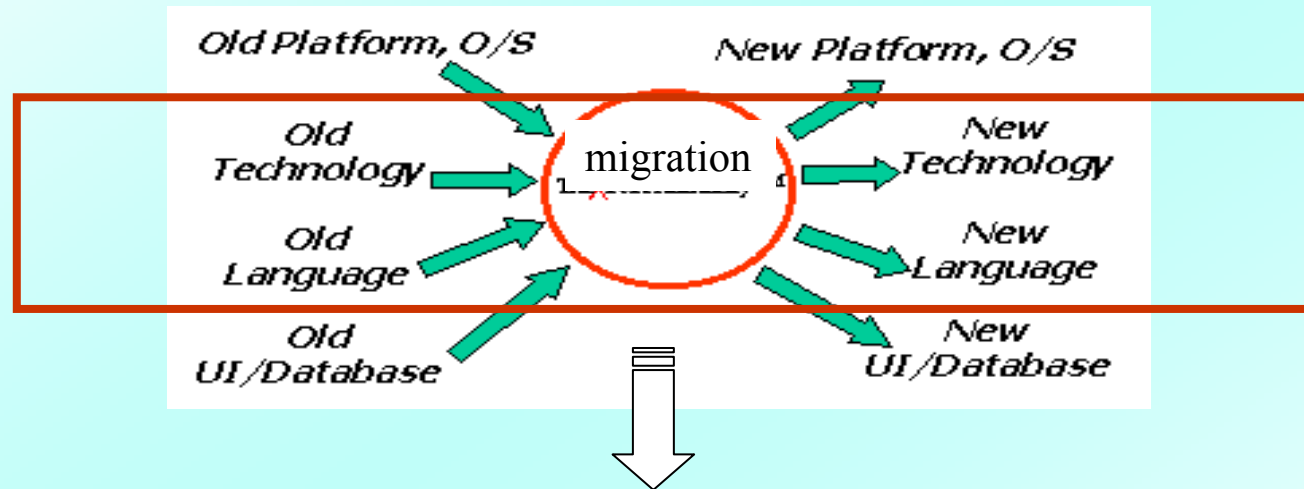 Old Platform, O/S
New Platform, O/S
Old
Technology
migration
New
Technology
Old
Language
New
Language
Old
UI/Database
New
UI/Database